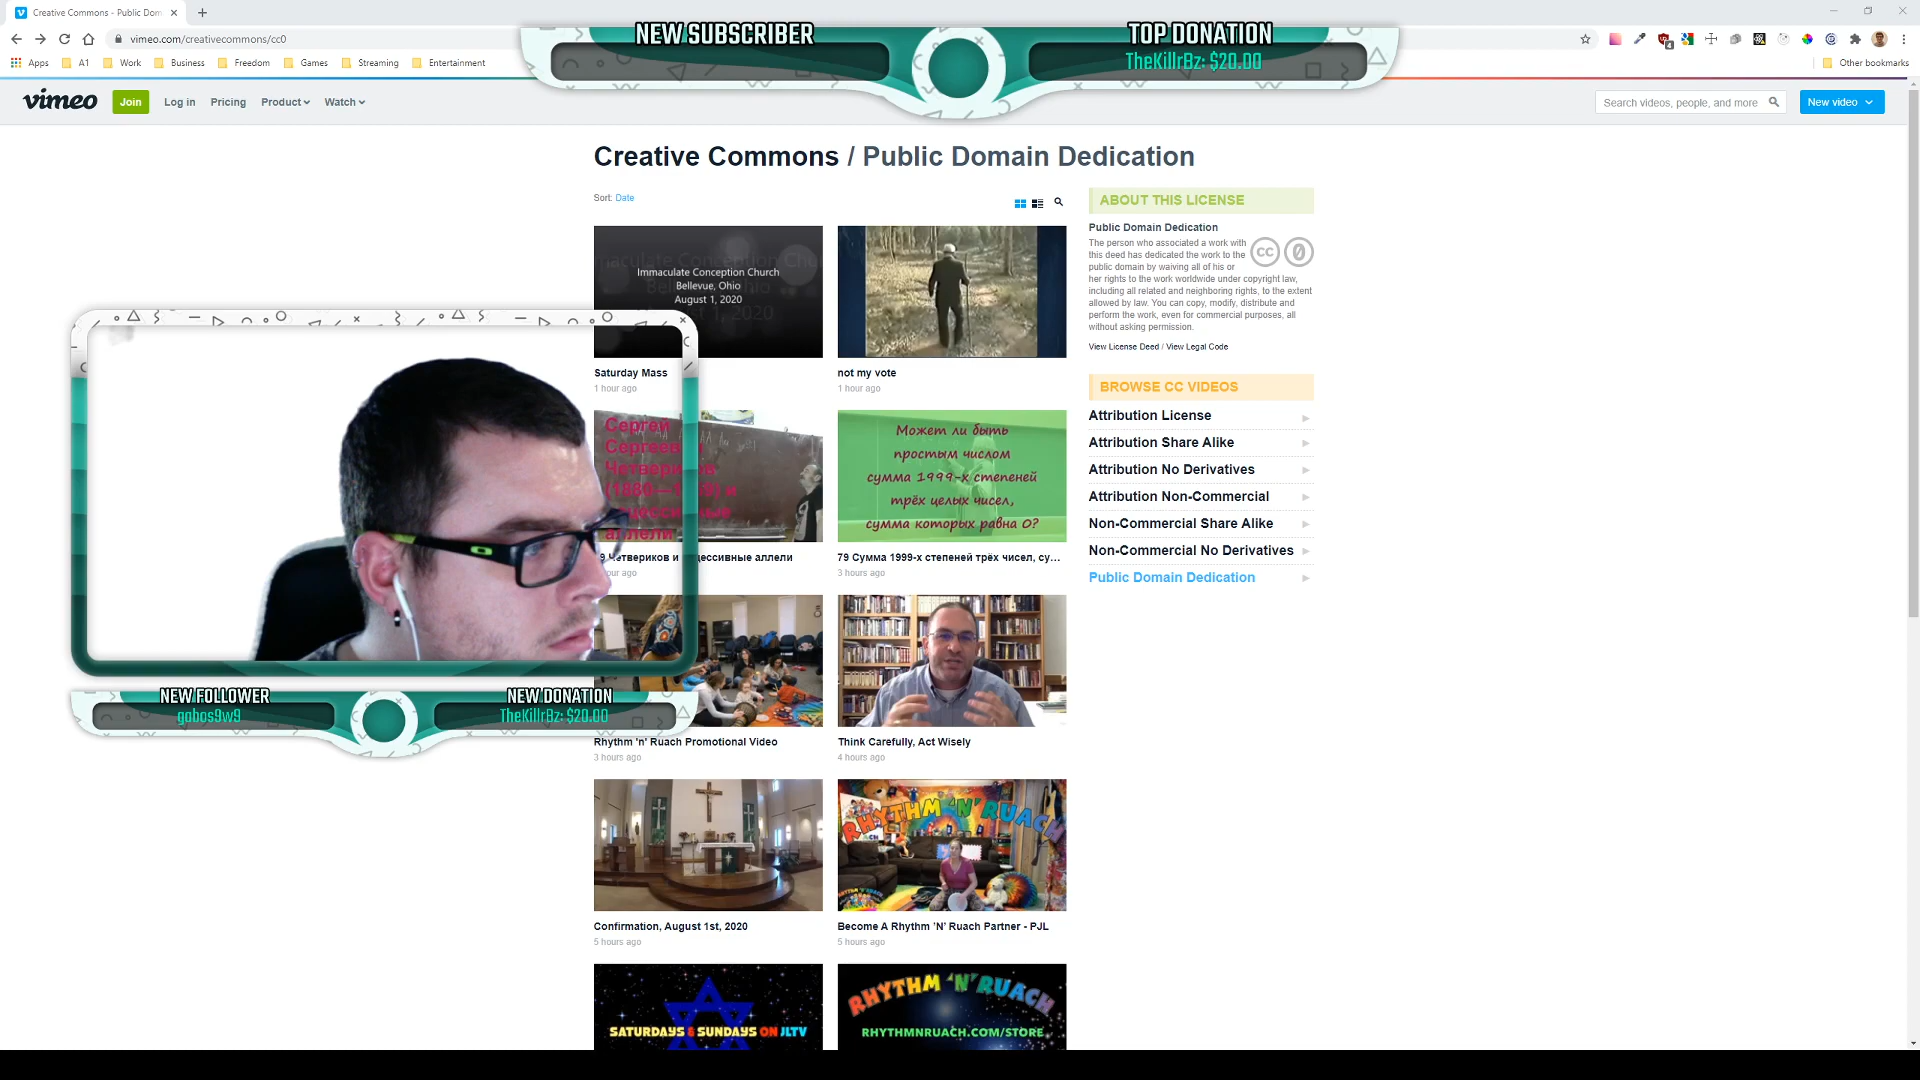 Creative Commons - Public Dom
vimeo.com/creativecommons/cc0
Apps
A1
Work
Business
Freedom
Games
Streaming
Entertainment
Other bookmarks
NEW SUBSCRIBER
TOP DONATION
TheKillrBz: $20.00
vimeo
Join
Log in
Pricing
Product
Watch
Search videos, people, and more
New video
Creative Commons / Public Domain Dedication
Sort: Date
Immaculate Conception Church
Bellevue, Ohio
August 1, 2020
Saturday Mass
1 hour ago
not my vote
1 hour ago
Сергей
Может ли быть
простым числом
сумма 1999-х степеней
трёх целых чисел,
сумма которых равна 0?
Четвериков и
79 Сумма 1999-х степеней трёх чисел, су...
3 hours ago
Rhythm 'n' Ruach Promotional Video
3 hours ago
Think Carefully, Act Wisely
4 hours ago
Confirmation, August 1st, 2020
5 hours ago
RHYTHM 'N' RUACH
Become A Rhythm 'N' Ruach Partner - PJL
5 hours ago
SATURDAYS & SUNDAYS ON JLTV
RHYTHM 'N' RUACH
RHYTHMNRUACH.COM/STORE
ABOUT THIS LICENSE
Public Domain Dedication
The person who associated a work with
this deed has dedicated the work to the
public domain by waiving all of his or
her rights to the work worldwide under copyright law,
including all related and neighboring rights, to the extent
allowed by law. You can copy, modify, distribute and
perform the work, even for commercial purposes, all
without asking permission.
cc
0
View License Deed / View Legal Code
BROWSE CC VIDEOS
Attribution License
Attribution Share Alike
Attribution No Derivatives
Attribution Non-Commercial
Non-Commercial Share Alike
Non-Commercial No Derivatives
Public Domain Dedication
NEW FOLLOWER
gabos9w9
NEW DONATION
TheKillrBz: $20.00